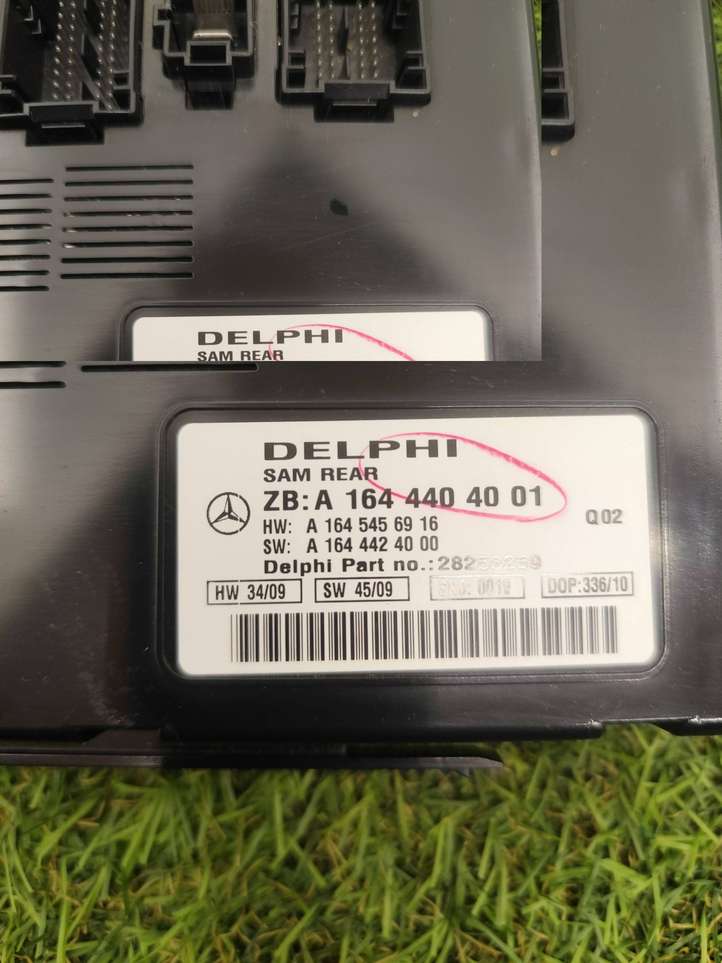 DELPHI
SAM REAR
DELPHI
SAM REAR
ZB: A 164 440 40 01
HW: A 164 545 69 16
SW: A 164 442 40 00
Q02
Delphi Part no.:
HW 34/09
SW 45/09
0019
DOP:336/10